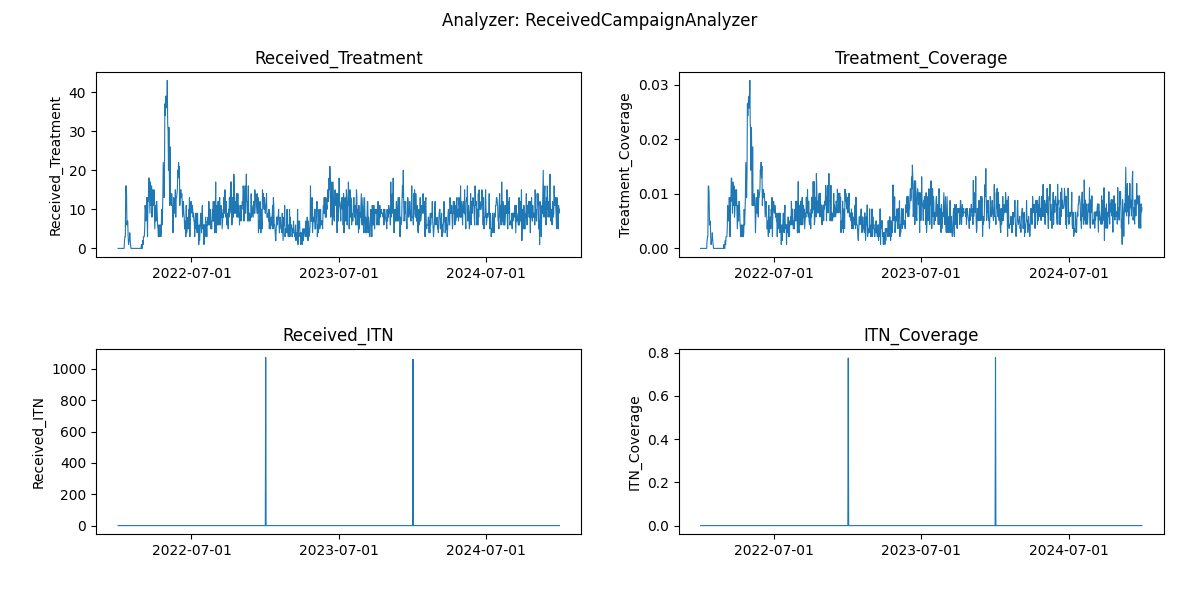 Analyzer: ReceivedCampaignAnalyzer
Received_Treatment
Received_Treatment
40
30
20
10
0
2022-07-01 2023-07-01 2024-07-01
Treatment_Coverage
Treatment_Coverage
0.03
0.02
0.01
0.00
2022-07-01 2023-07-01 2024-07-01
Received_ITN
Received_ITN
1000
800
600
400
200
0
2022-07-01 2023-07-01 2024-07-01
ITN_Coverage
ITN_Coverage
0.8
0.6
0.4
0.2
0.0
2022-07-01 2023-07-01 2024-07-01